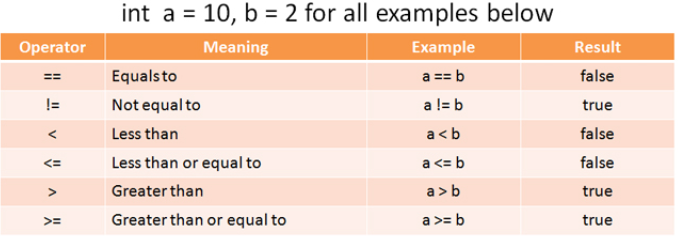 int a = 10, b = 2 for all examples below
Operator Meaning Example Result
== Equals to a == b false
!= Not equal to a != b true
< Less than a < b false
<= Less than or equal to a <= b false
> Greater than a > b true
>= Greater than or equal to a >= b true